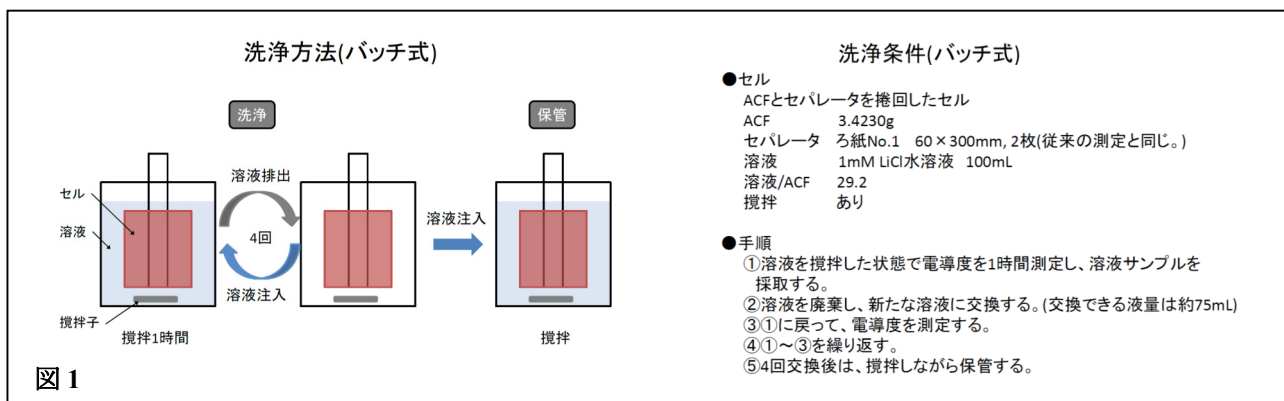 洗浄方法(バッチ式)
洗浄
保管
セル
溶液
撹拌子
溶液排出
4回
溶液注入
溶液注入
撹拌1時間
撹拌
図 1
洗浄条件(バッチ式)
●セル
ACFとセパレータを捲回したセル
ACF 3.4230g
セパレータ ろ紙No.1 60×300mm, 2枚(従来の測定と同じ。)
溶液 1mM LiCl水溶液 100mL
溶液/ACF 29.2
撹拌 あり
●手順
①溶液を撹拌した状態で電導度を1時間測定し、溶液サンプルを
採取する。
②溶液を廃棄し、新たな溶液に交換する。(交換できる液量は約75mL)
③①に戻って、電導度を測定する。
④①～③を繰り返す。
⑤4回交換後は、撹拌しながら保管する。